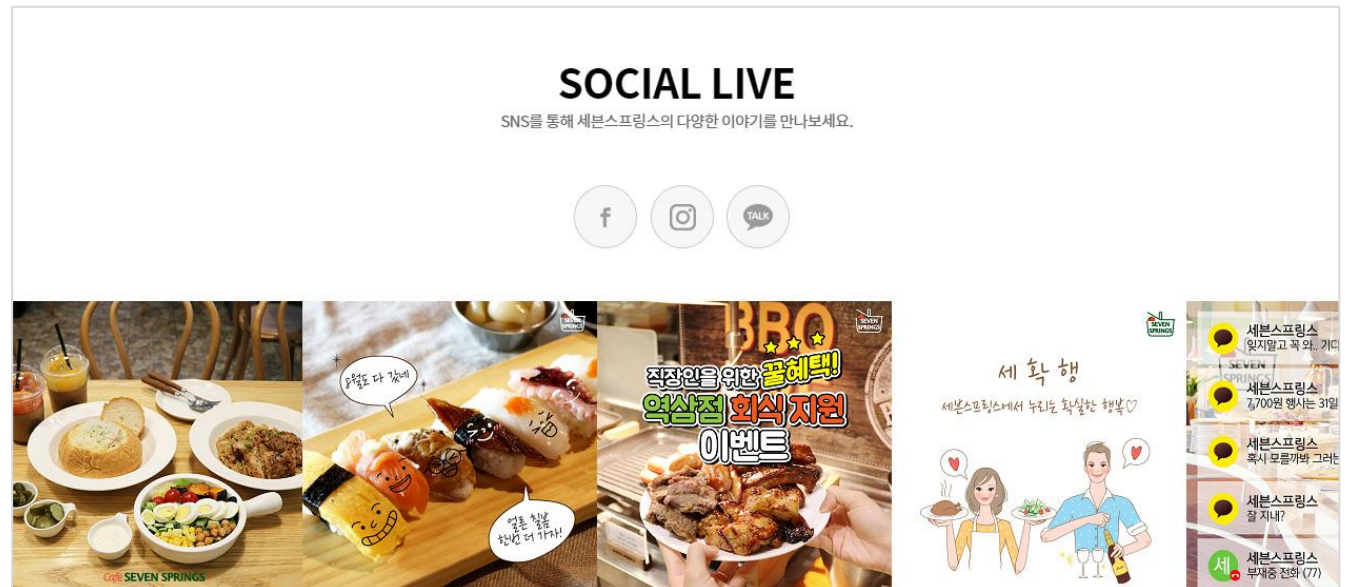 SOCIAL LIVE
SNS를 통해 세븐스프링스의 다양한 이야기를 만나보세요.
f
TALK
Cafe SEVEN SPRINGS
SEVEN
SPRINGS
8월도 다 갔네
얼른 칠봄
한번 더 가자!
BBQ
SEVEN
SPRINGS
직장인을 위한 꿀혜택!
역삼점 회식 지원
이벤트
SEVEN
SPRINGS
세 확 행
세븐스프링스에서 누리는 확실한 행복♡
SEVEN
SPRINGS
세븐스프링스
잊지말고 꼭 와.. 기다
세븐스프링스
7,700원 행사는 31일
세븐스프링스
혹시 모를까봐 그러는
세븐스프링스
잘 지내?
세
세븐스프링스
부재중 전화 (77)